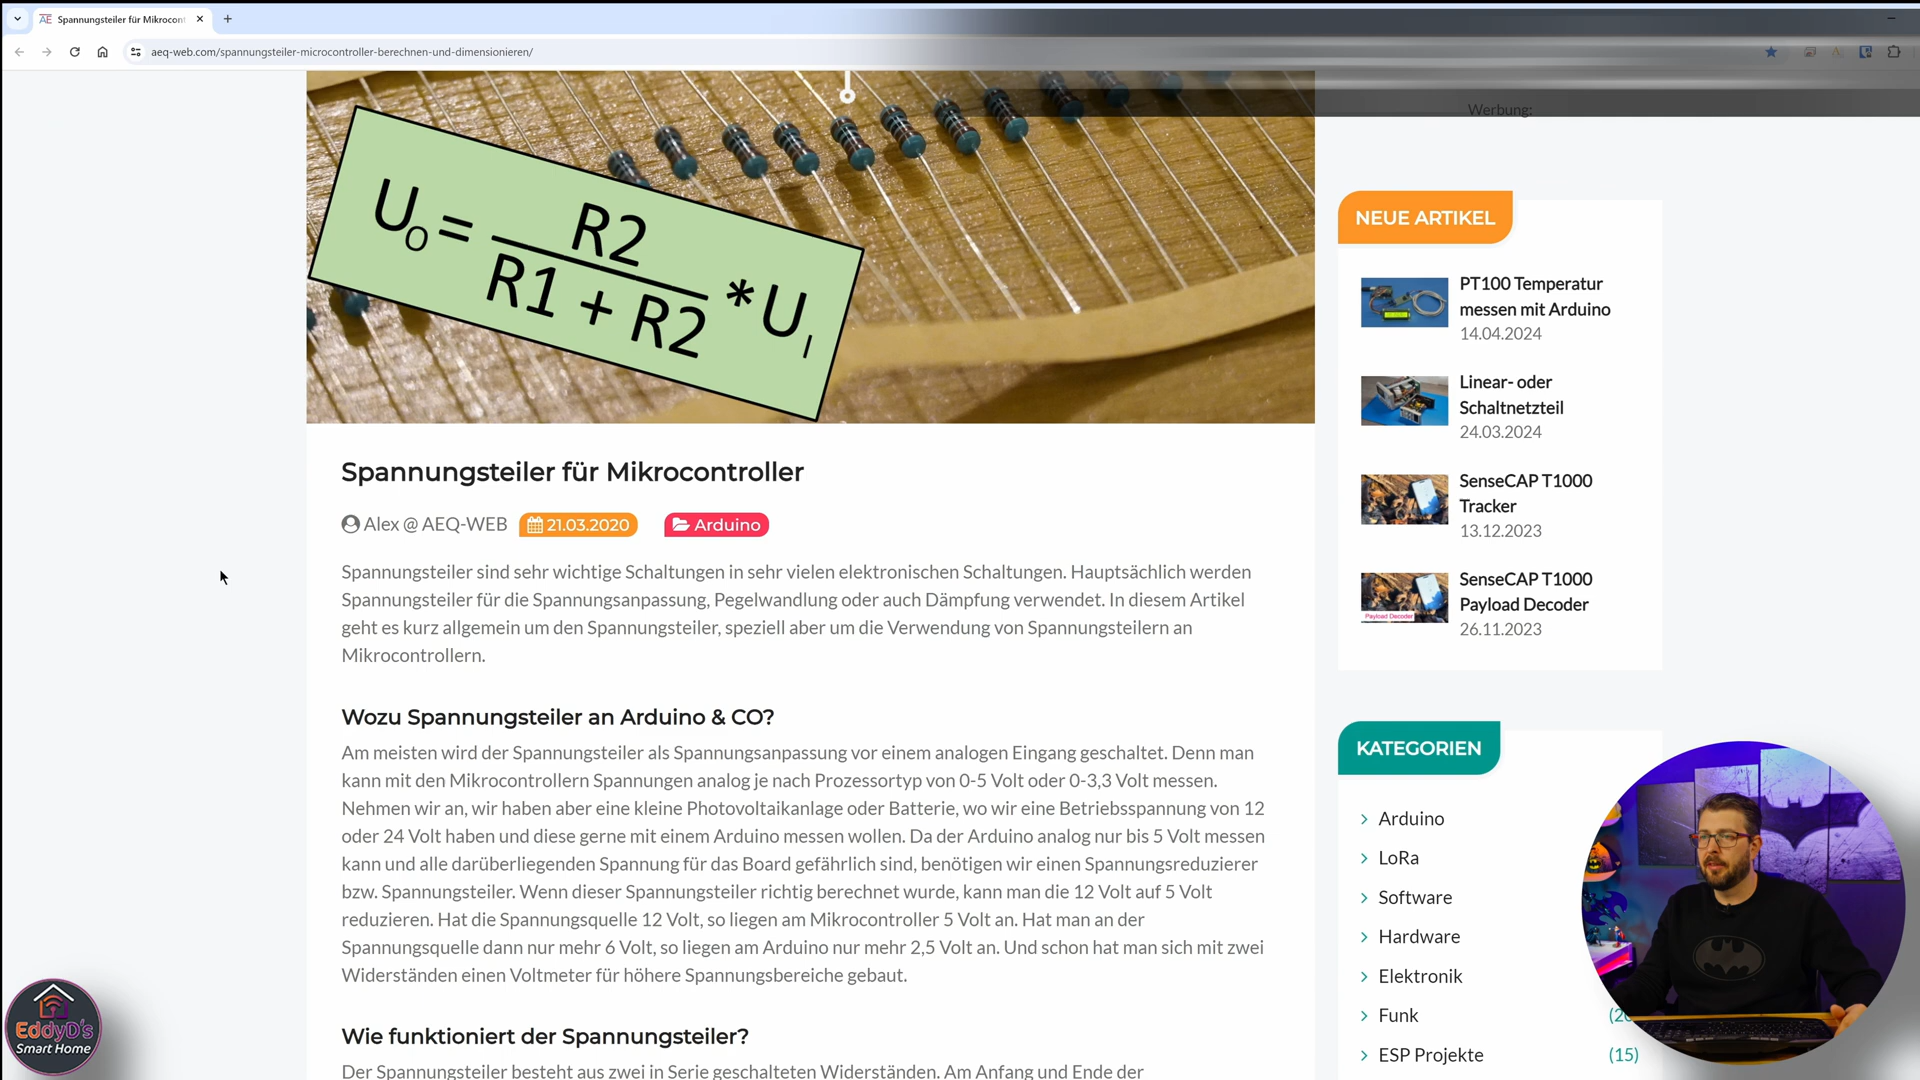 Spannungsteiler für Mikrocont
aeq-web.com/spannungsteiler-microcontroller-berechnen-und-dimensionieren/
Werbung:
U_O = R2 / (R1 + R2) * U_I
Spannungsteiler für Mikrocontroller
Alex @ AEQ-WEB 21.03.2020 Arduino
Spannungsteiler sind sehr wichtige Schaltungen in sehr vielen elektronischen Schaltungen. Hauptsächlich werden
Spannungsteiler für die Spannungsanpassung, Pegelwandlung oder auch Dämpfung verwendet. In diesem Artikel
geht es kurz allgemein um den Spannungsteiler, speziell aber um die Verwendung von Spannungsteilern an
Mikrocontrollern.
Wozu Spannungsteiler an Arduino & CO?
Am meisten wird der Spannungsteiler als Spannungsanpassung vor einem analogen Eingang geschaltet. Denn man
kann mit den Mikrocontrollern Spannungen analog je nach Prozessortyp von 0-5 Volt oder 0-3,3 Volt messen.
Nehmen wir an, wir haben aber eine kleine Photovoltaikanlage oder Batterie, wo wir eine Betriebsspannung von 12
oder 24 Volt haben und diese gerne mit einem Arduino messen wollen. Da der Arduino analog nur bis 5 Volt messen
kann und alle darüberliegenden Spannung für das Board gefährlich sind, benötigen wir einen Spannungsreduzierer
bzw. Spannungsteiler. Wenn dieser Spannungsteiler richtig berechnet wurde, kann man die 12 Volt auf 5 Volt
reduzieren. Hat die Spannungsquelle 12 Volt, so liegen am Mikrocontroller 5 Volt an. Hat man an der
Spannungsquelle dann nur mehr 6 Volt, so liegen am Arduino nur mehr 2,5 Volt an. Und schon hat man sich mit zwei
Widerständen einen Voltmeter für höhere Spannungsbereiche gebaut.
Wie funktioniert der Spannungsteiler?
Der Spannungsteiler besteht aus zwei in Serie geschalteten Widerständen. Am Anfang und Ende der
NEUE ARTIKEL
PT100 Temperatur
messen mit Arduino
14.04.2024
Linear- oder
Schaltnetzteil
24.03.2024
SenseCAP T1000
Tracker
13.12.2023
Payload Decoder
SenseCAP T1000
Payload Decoder
26.11.2023
KATEGORIEN
Arduino
LoRa
Software
Hardware
Elektronik
Funk
ESP Projekte (15)
EddyD's
Smart Home